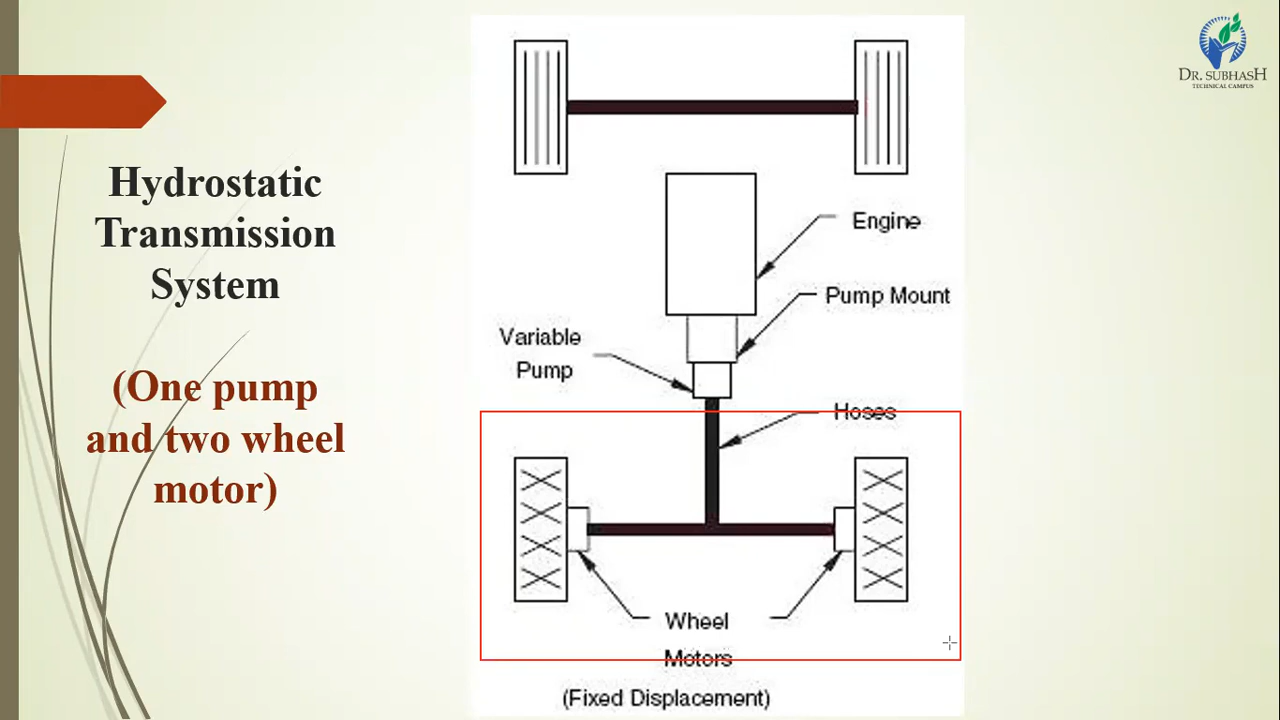 Hydrostatic
Transmission
System
(One pump
and two wheel
motor)
Engine
Pump Mount
Variable
Pump
Hoses
Wheel
Motors
(Fixed Displacement)
DR. SUBHASH
TECHNICAL CAMPUS